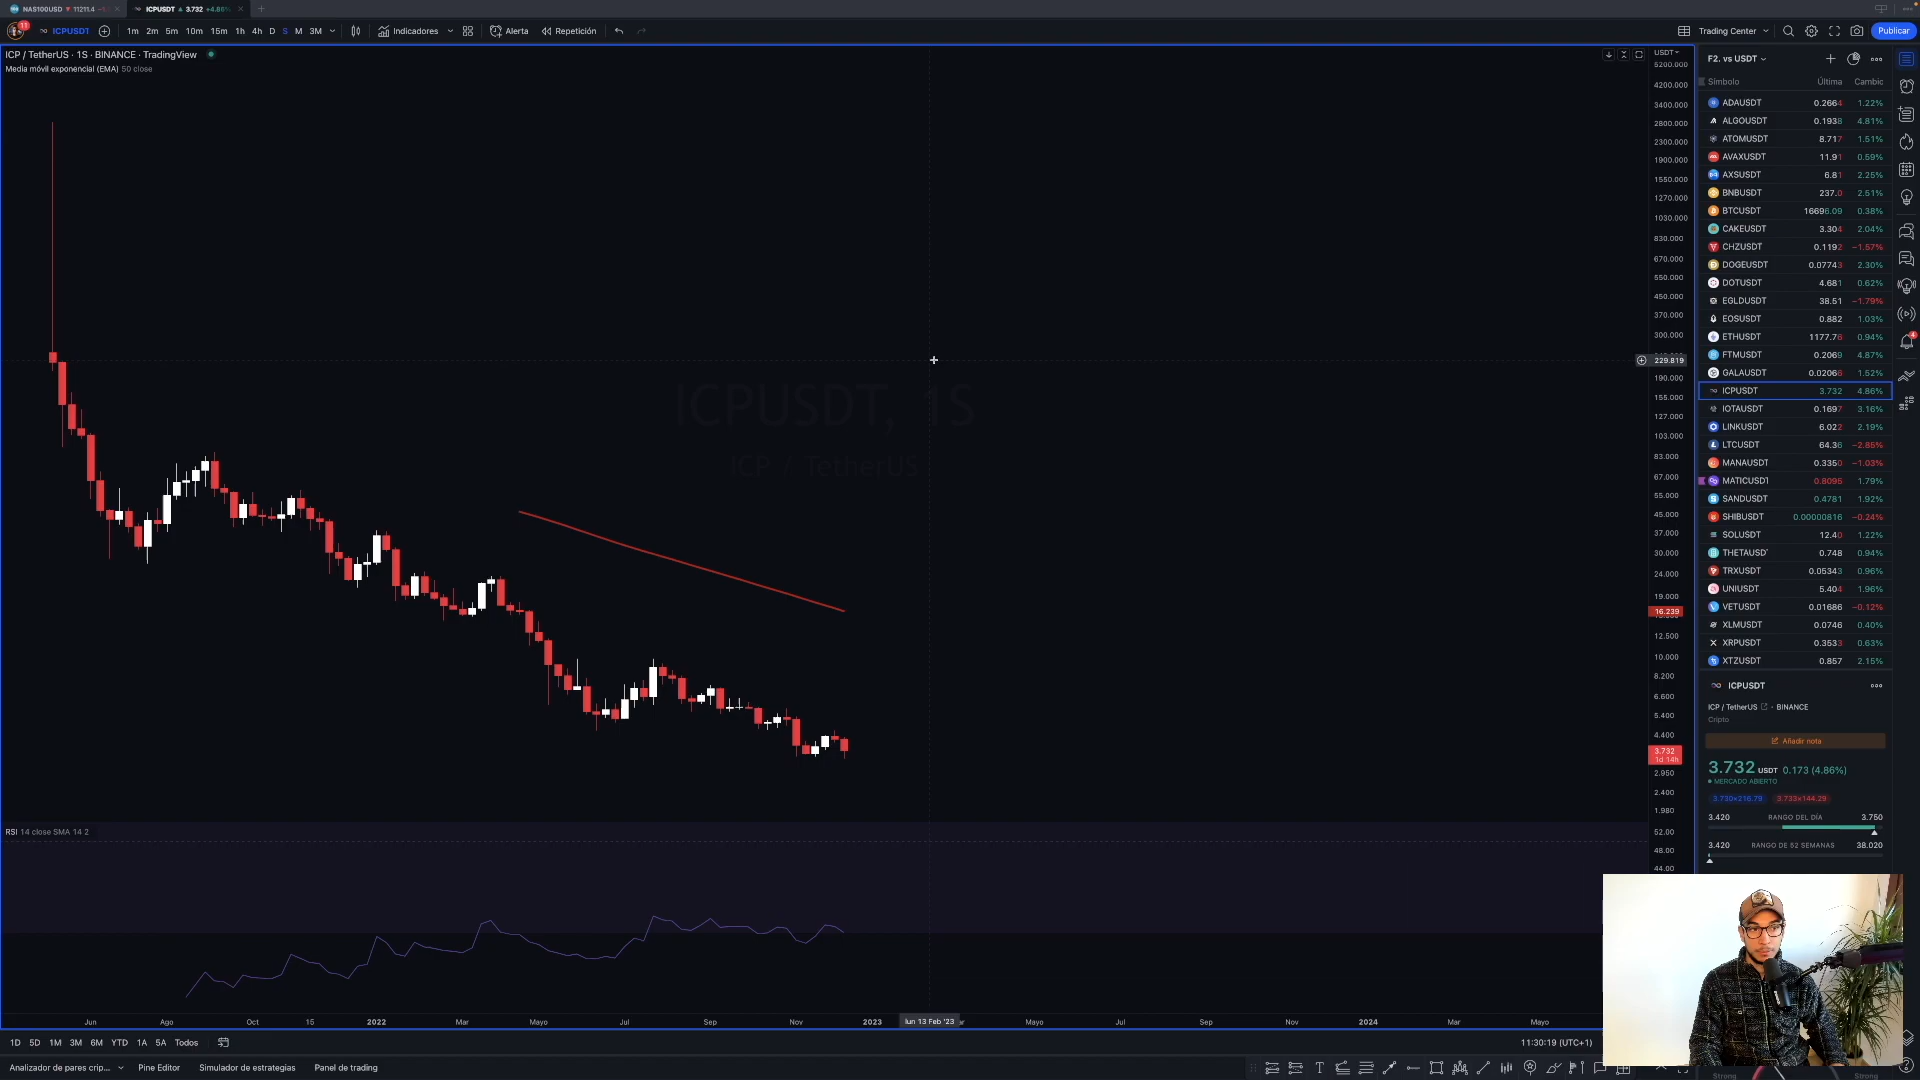 NAS100USD ▼ 11211.4
ICPUSDT ▲ 3.732 +4.86%
11
ICPUSDT
1m 2m 5m 10m 15m 1h 4h D S M 3M
Indicadores
Alerta
Repetición
Trading Center
Publicar
ICP / TetherUS · 1S · BINANCE · TradingView
Media móvil exponencial (EMA) 50 close
USDT
5200.000
4200.000
3400.000
2800.000
2300.000
1900.000
1550.000
1270.000
1030.000
830.000
670.000
550.000
450.000
370.000
300.000
229.819
190.000
155.000
127.000
103.000
83.000
67.000
55.000
45.000
37.000
30.000
24.000
19.000
16.239
12.500
10.000
8.200
6.600
5.400
4.400
3.732
1d 14h
2.950
2.400
1.980
52.00
48.00
44.00
ICPUSDT, 1S
ICP / TetherUS
RSI 14 close SMA 14 2
Jun Ago Oct 15 2022 Mar Mayo Jul Sep Nov 2023 lun 13 Feb '23 Mayo Jul Sep Nov 2024 Mar Mayo
1D 5D 1M 3M 6M YTD 1A 5A Todos
11:30:19 (UTC+1)
Analizador de pares crip... Pine Editor Simulador de estrategias Panel de trading
F2. vs USDT
Símbolo Última Cambic
ADAUSDT 0.2664 1.22%
ALGOUSDT 0.1938 4.81%
ATOMUSDT 8.717 1.51%
AVAXUSDT 11.91 0.59%
AXSUSDT 6.81 2.25%
BNBUSDT 237.0 2.51%
BTCUSDT 16696.09 0.38%
CAKEUSDT 3.304 2.04%
CHZUSDT 0.1192 −1.57%
DOGEUSDT 0.07743 2.30%
DOTUSDT 4.681 0.62%
EGLDUSDT 38.51 −1.79%
EOSUSDT 0.882 1.03%
ETHUSDT 1177.76 0.94%
FTMUSDT 0.2069 4.87%
GALAUSDT 0.02066 1.52%
ICPUSDT 3.732 4.86%
IOTAUSDT 0.1697 3.16%
LINKUSDT 6.022 2.19%
LTCUSDT 64.36 −2.85%
MANAUSDT 0.3350 −1.03%
MATICUSDT 0.8095 1.79%
SANDUSDT 0.4781 1.92%
SHIBUSDT 0.00000816 −0.24%
SOLUSDT 12.40 1.22%
THETAUSD 0.748 0.94%
TRXUSDT 0.05343 0.96%
UNIUSDT 5.404 1.96%
VETUSDT 0.01686 −0.12%
XLMUSDT 0.0746 0.40%
XRPUSDT 0.3533 0.63%
XTZUSDT 0.857 2.15%
ICPUSDT
ICP / TetherUS · BINANCE
Cripto
Añadir nota
3.732 USDT 0.173 (4.86%)
MERCADO ABIERTO
3.730×216.79 3.733×144.29
3.420 RANGO DEL DÍA 3.750
3.420 RANGO DE 52 SEMANAS 38.020
Strong Strong